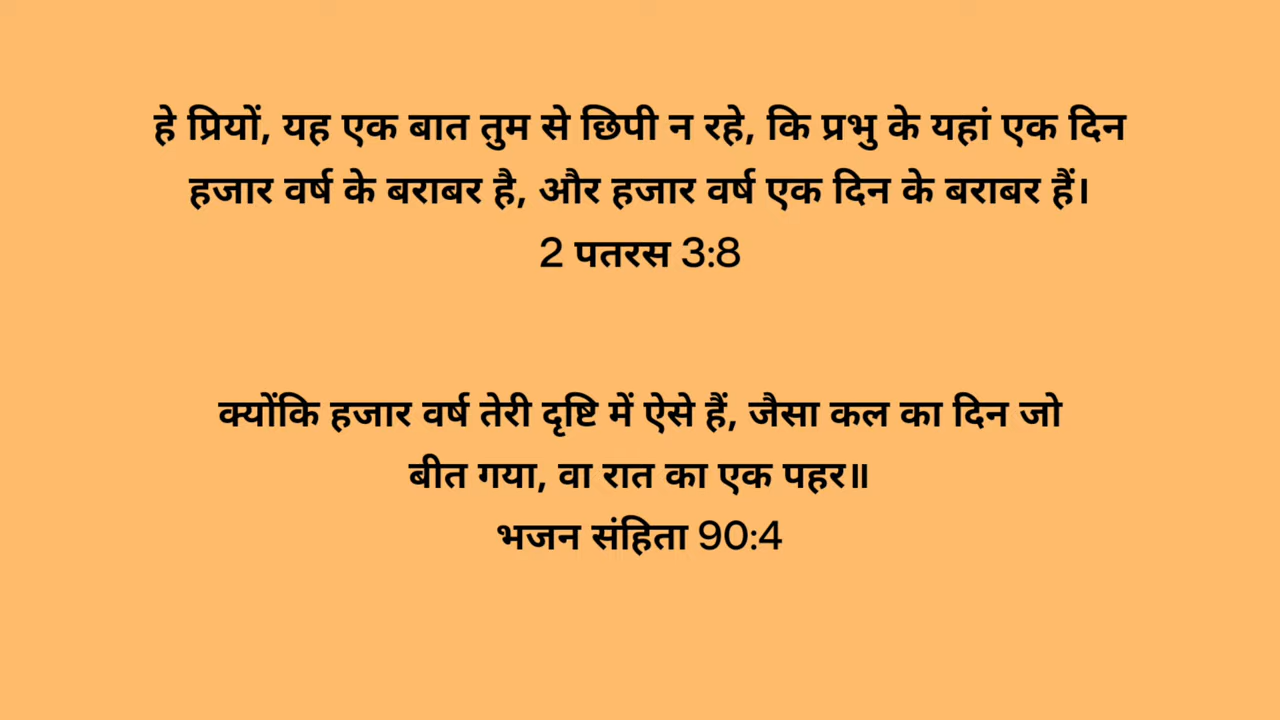 हे प्रियों, यह एक बात तुम से छिपी न रहे, कि प्रभु के यहां एक दिन
हजार वर्ष के बराबर है, और हजार वर्ष एक दिन के बराबर हैं।
2 पतरस 3:8
क्योंकि हजार वर्ष तेरी दृष्टि में ऐसे हैं, जैसा कल का दिन जो
बीत गया, वा रात का एक पहर॥
भजन संहिता 90:4